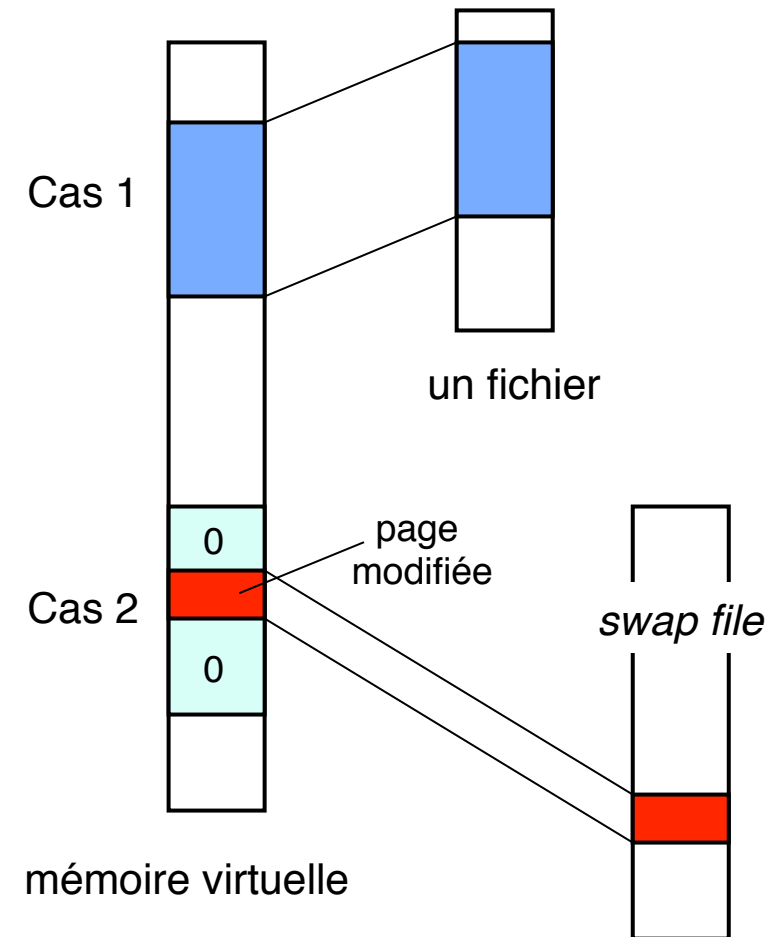 Cas 1
un fichier
0
page
modifiée
Cas 2
swap file
0
mémoire virtuelle